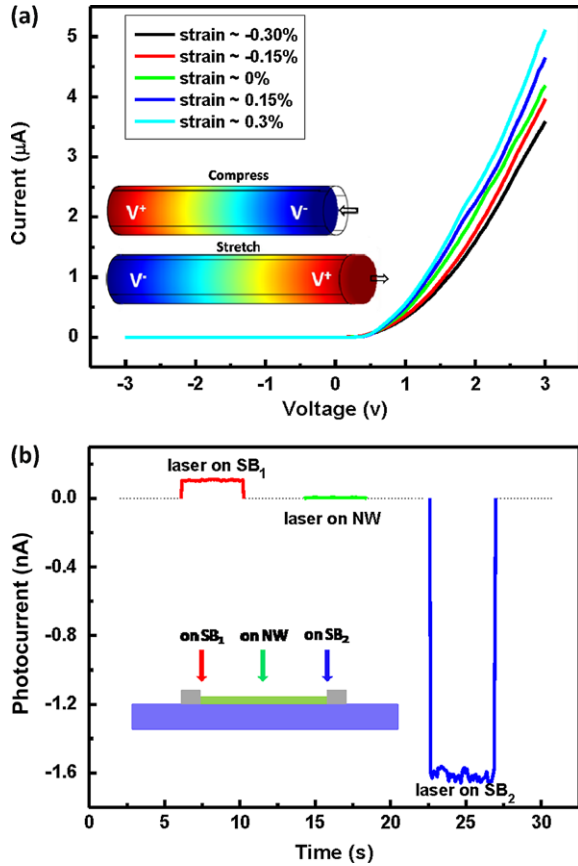 (a)
strain ~ -0.30%
strain ~ -0.15%
strain ~ 0%
strain ~ 0.15%
strain ~ 0.3%
Current (μA)
5
4
3
2
1
0
Compress
V+ V-
Stretch
V- V+
-3 -2 -1 0 1 2 3
Voltage (v)
(b)
laser on SB1
laser on NW
Photocurrent (nA)
0.0
-0.4
-0.8
-1.2
-1.6
on SB1 on NW on SB2
laser on SB2
0 5 10 15 20 25 30
Time (s)